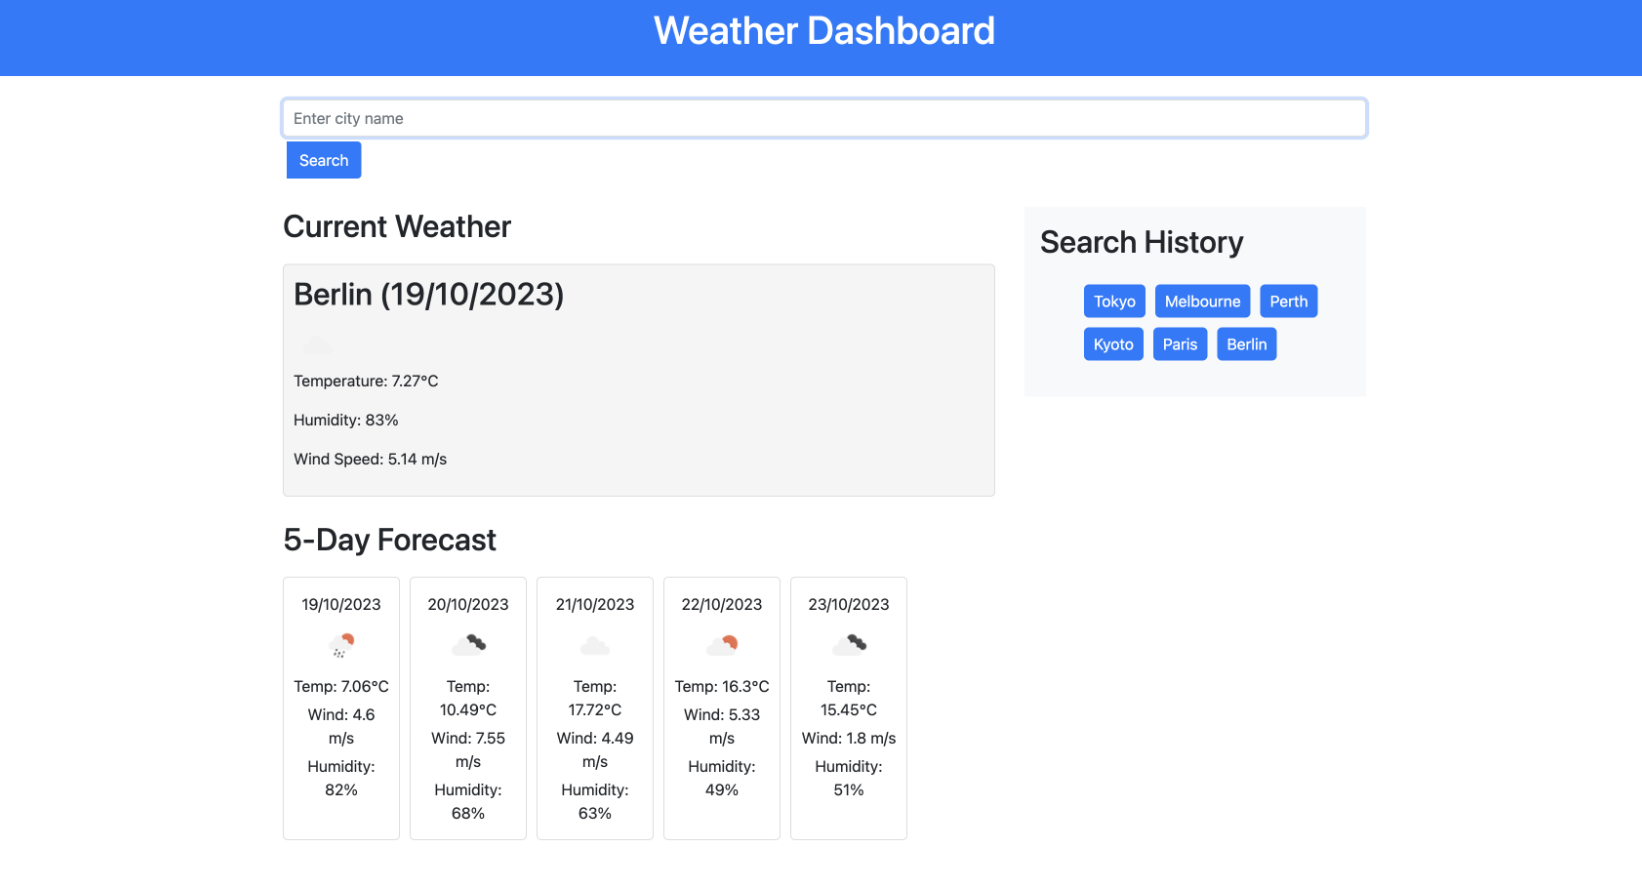 Weather Dashboard
Enter city name
Search
Current Weather
Berlin (19/10/2023)
Temperature: 7.27°C
Humidity: 83%
Wind Speed: 5.14 m/s
Search History
Tokyo Melbourne Perth
Kyoto Paris Berlin
5-Day Forecast
19/10/2023
Temp: 7.06°C
Wind: 4.6
m/s
Humidity:
82%
20/10/2023
Temp:
10.49°C
Wind: 7.55
m/s
Humidity:
68%
21/10/2023
Temp:
17.72°C
Wind: 4.49
m/s
Humidity:
63%
22/10/2023
Temp: 16.3°C
Wind: 5.33
m/s
Humidity:
49%
23/10/2023
Temp:
15.45°C
Wind: 1.8 m/s
Humidity:
51%